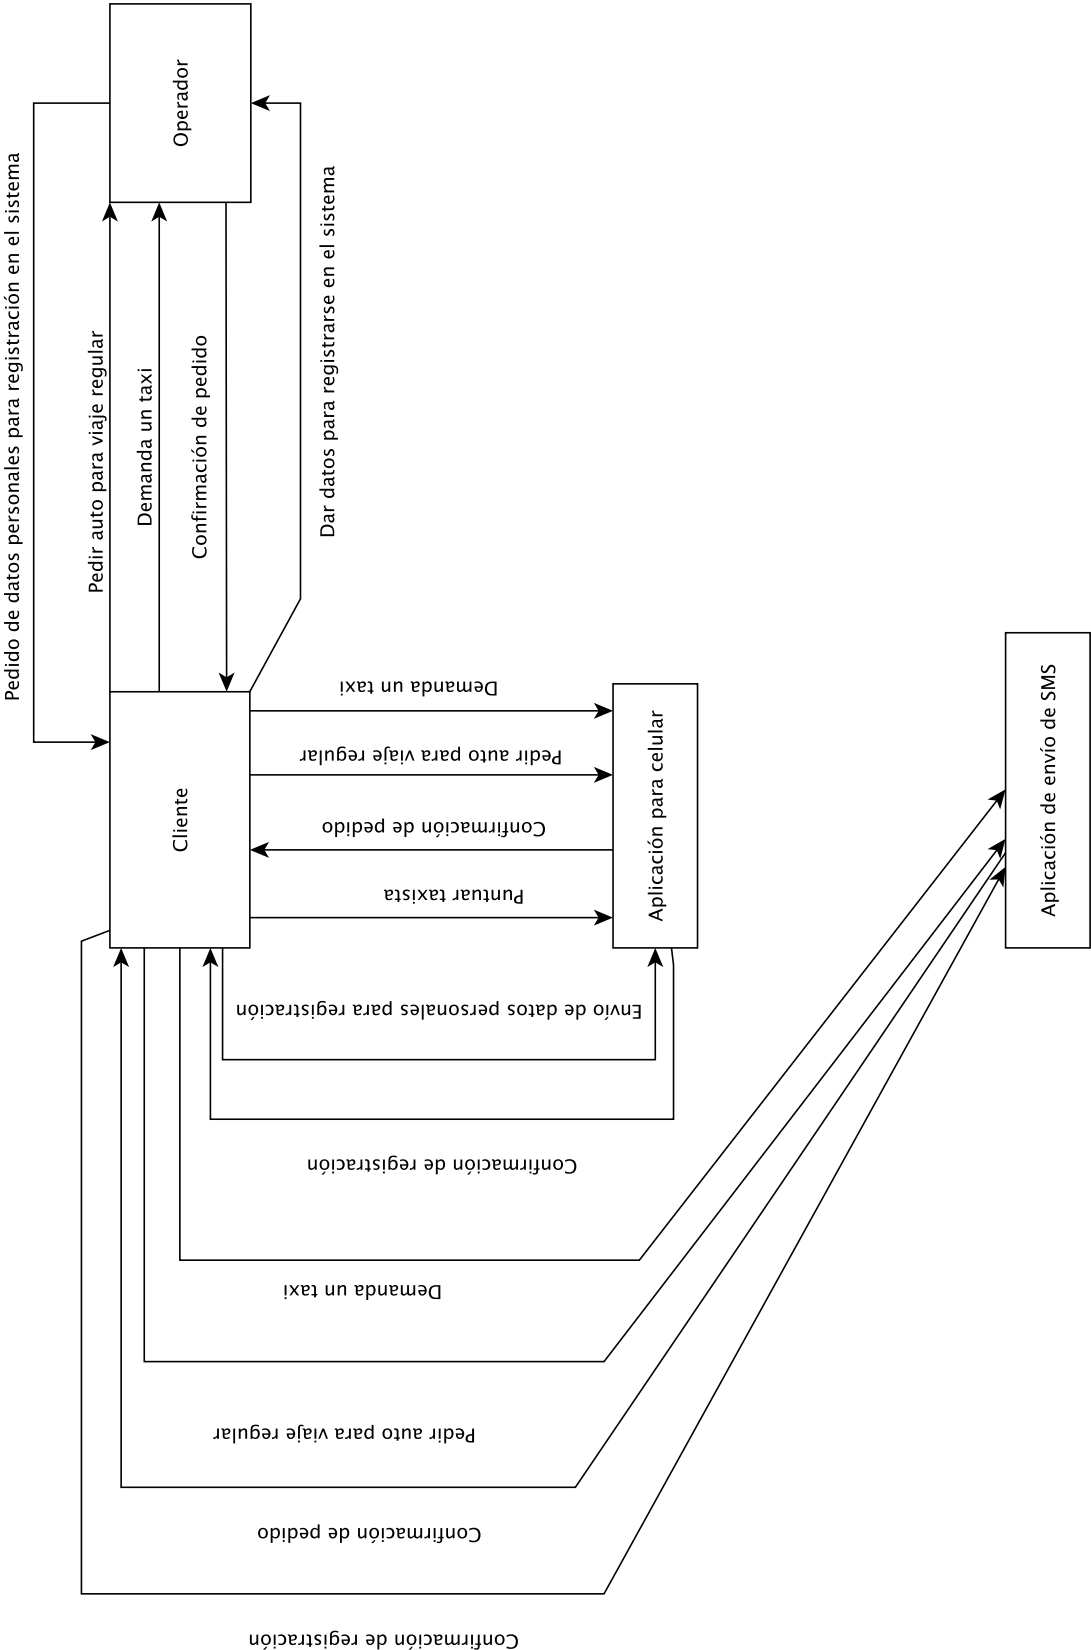 Operador
Pedido de datos personales para registración en el sistema
Pedir auto para viaje regular
Demanda un taxi
Confirmación de pedido
Dar datos para registrarse en el sistema
Cliente
Demanda un taxi
Pedir auto para viaje regular
Confirmación de pedido
Puntuar taxista
Aplicación para celular
Aplicación de envío de SMS
Envío de datos personales para registración
Confirmación de registración
Demanda un taxi
Pedir auto para viaje regular
Confirmación de pedido
Confirmación de registración